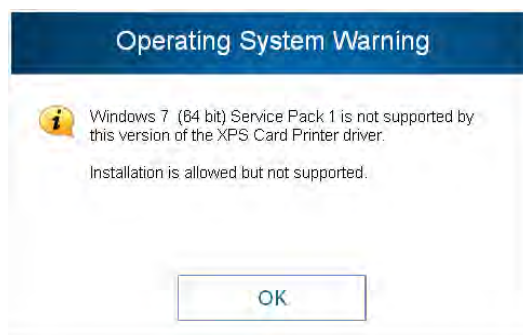 Operating System Warning
Windows 7 (64 bit) Service Pack 1 is not supported by
this version of the XPS Card Printer driver.
Installation is allowed but not supported.
OK